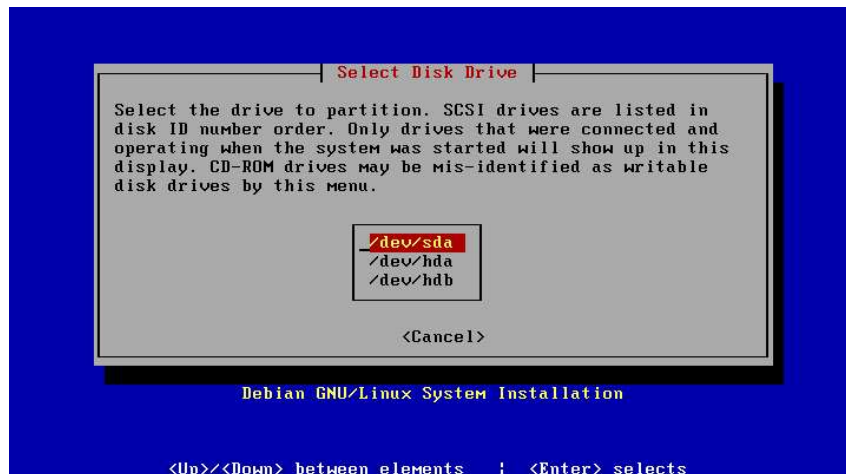 Select Disk Drive
Select the drive to partition. SCSI drives are listed in
disk ID number order. Only drives that were connected and
operating when the system was started will show up in this
display. CD-ROM drives may be mis-identified as writable
disk drives by this menu.
/dev/sda
/dev/hda
/dev/hdb
<Cancel>
Debian GNU/Linux System Installation
<Up>/<Down> between elements ¦ <Enter> selects